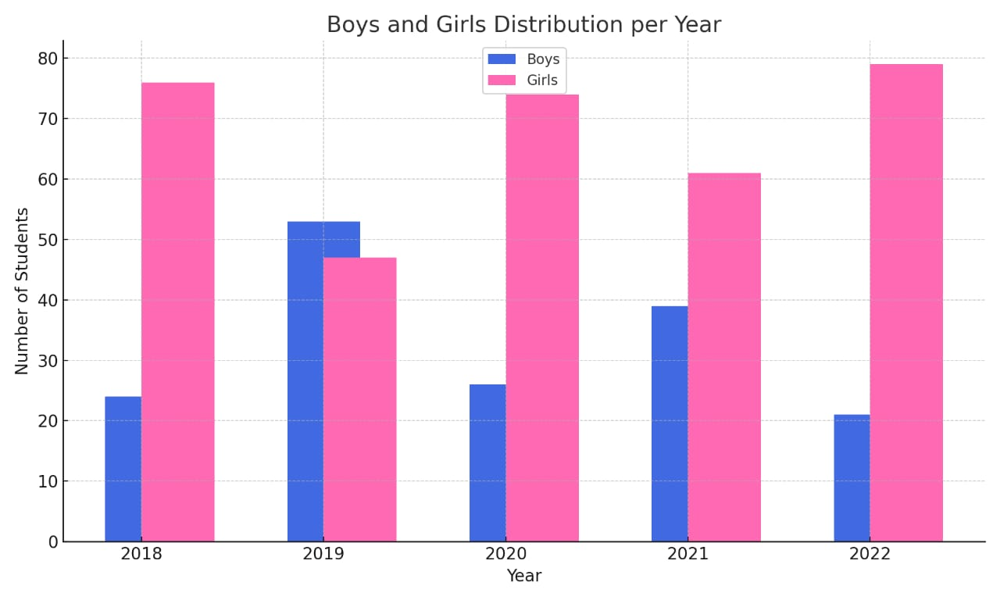 Boys and Girls Distribution per Year
Boys
Girls
Number of Students
80
70
60
50
40
30
20
10
0
2018 2019 2020 2021 2022
Year